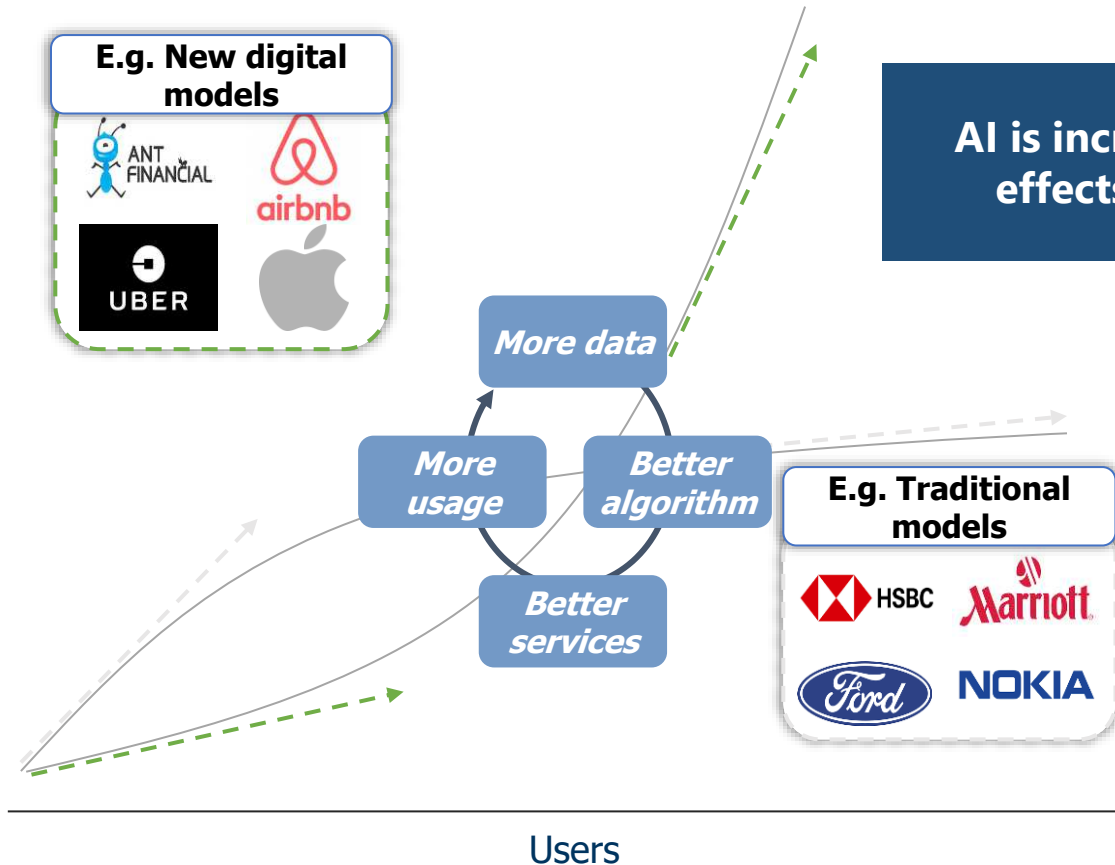 E.g. New digital
models
ANT
FINANCIAL
airbnb
UBER
AI is
effects
More data
More
usage
Better
algorithm
Better
services
E.g. Traditional
models
HSBC
Marriott
Ford
NOKIA
Users